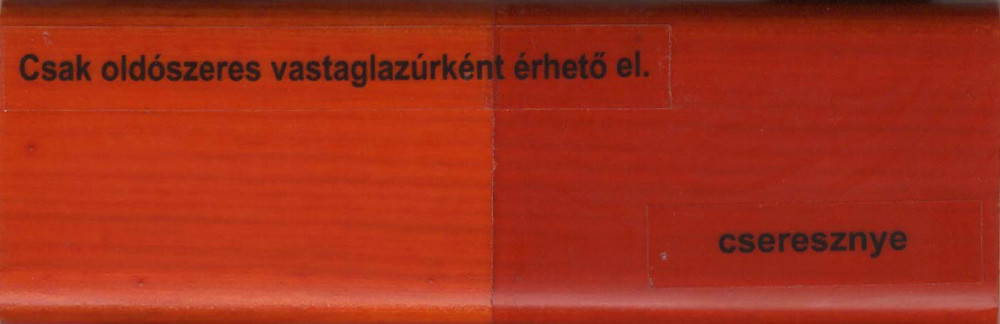 Csak oldószeres vastaglazúrként érhető el.
cseresznye